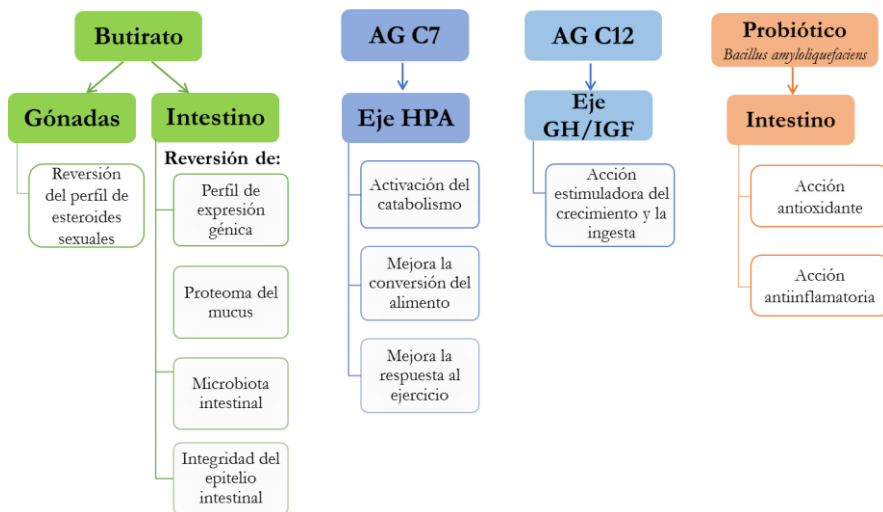 Butirato
Gónadas
Reversión
del perfil de
esteroides
sexuales
Intestino
Reversión de:
Perfil de
expresión
génica
Proteoma del
mucus
Microbiota
intestinal
Integridad del
epitelio
intestinal
AG C7
Eje HPA
Activación del
catabolismo
Mejora la
conversión del
alimento
Mejora la
respuesta al
ejercicio
AG C12
Eje
GH/IGF
Acción
estimuladora del
crecimiento y la
ingesta
Probiótico
Bacillus amyloliquefaciens
Intestino
Acción
antioxidante
Acción
antiinflamatoria